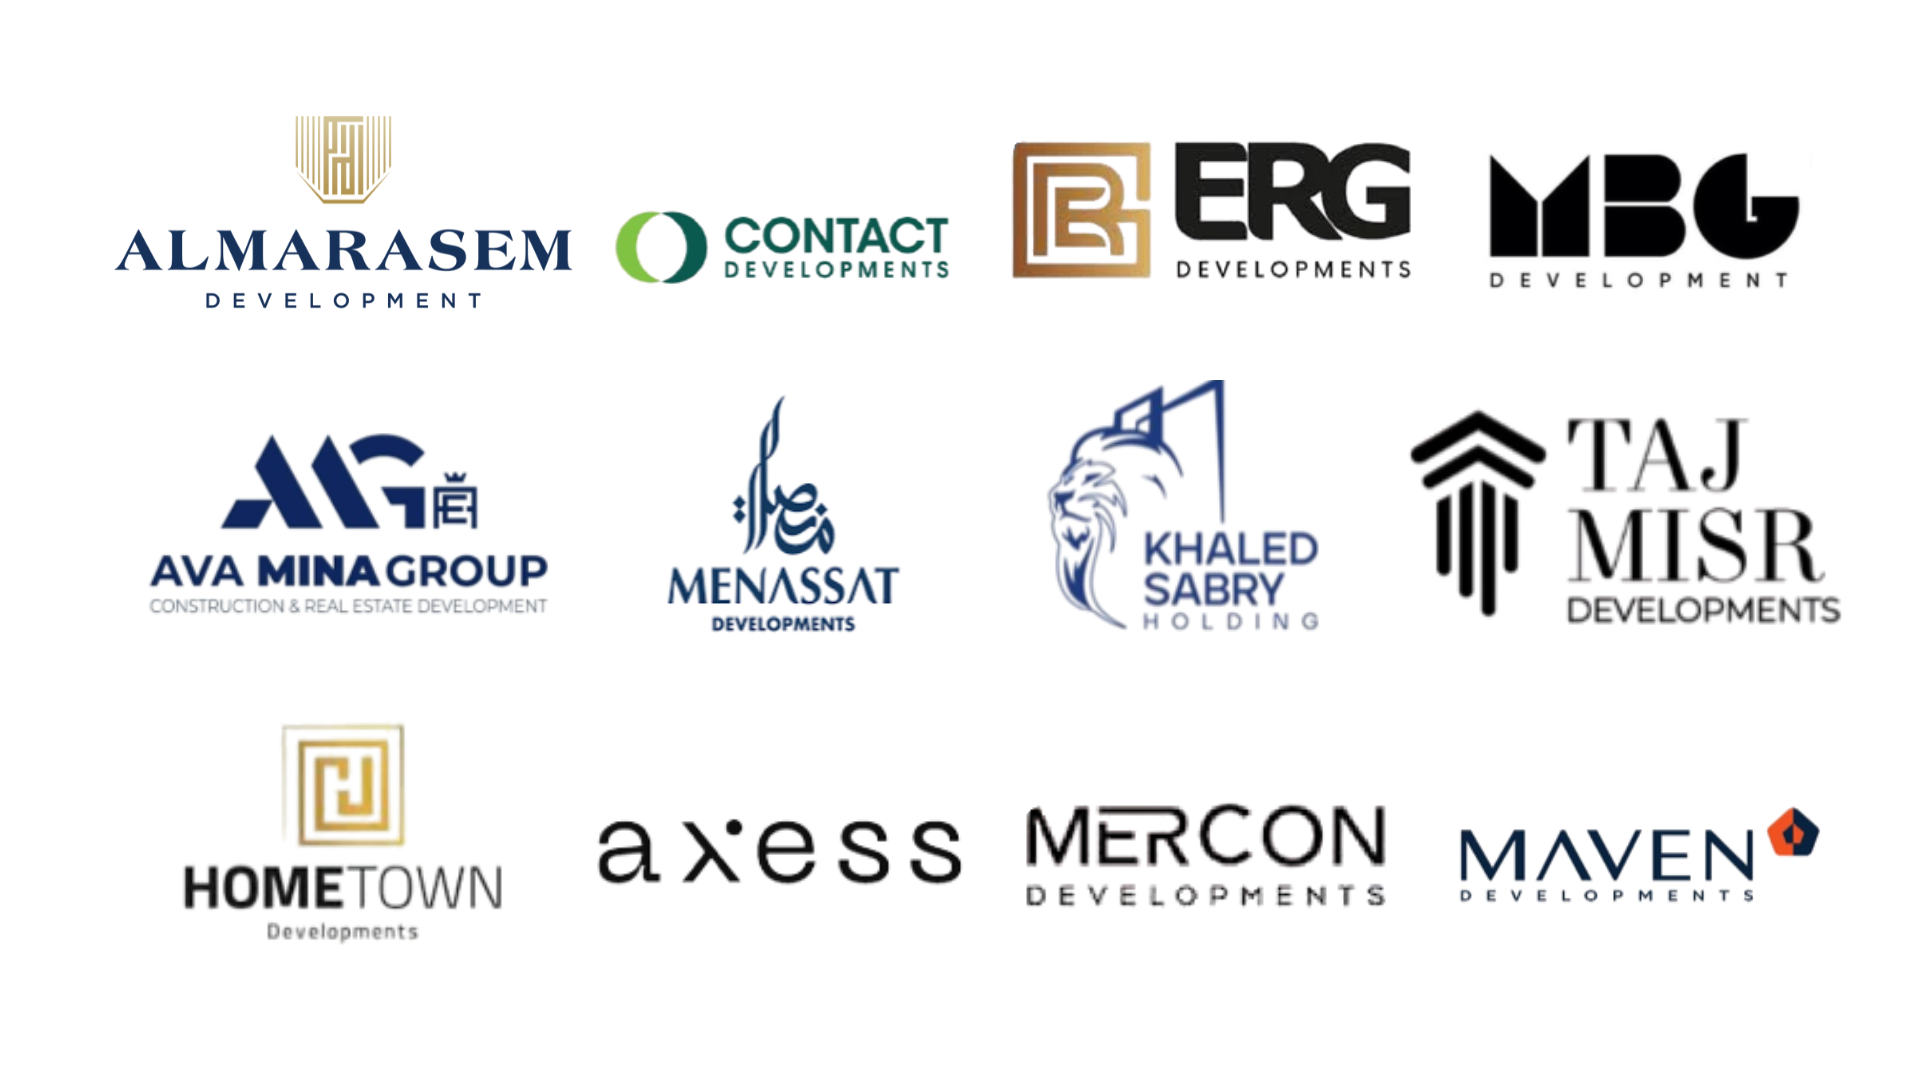 ALMARASEM
DEVELOPMENT
CONTACT
DEVELOPMENTS
ERG
DEVELOPMENTS
MBG
DEVELOPMENT
AVA MINA GROUP
CONSTRUCTION & REAL ESTATE DEVELOPMENT
MENASSAT
DEVELOPMENTS
KHALED
SABRY
HOLDING
TAJ
MISR
DEVELOPMENTS
HOMETOWN
Developments
axess
MERCON
DEVELOPMENTS
MAVEN
DEVELOPMENTS